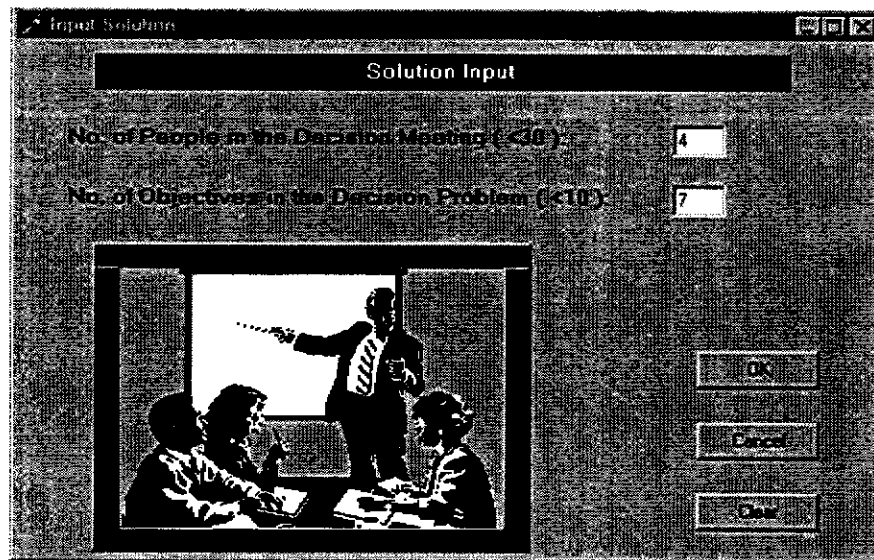 Input Solution
Solution Input
No. of People in the Decision Meeting ( <30 ):
4
No. of Objectives in the Decision Problem ( <10 ):
7
OK
Cancel
Clear